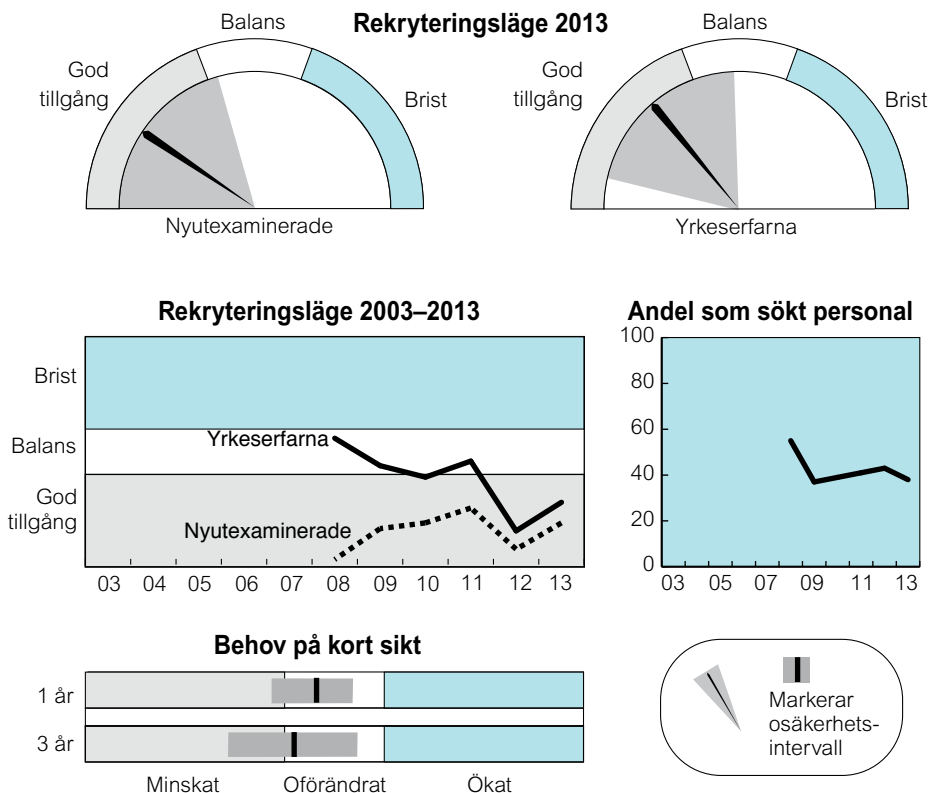 Rekryteringsläge 2013
Balans
God
tillgång
Brist
Nyutexaminerade
Balans
God
tillgång
Brist
Yrkeserfarna
Rekryteringsläge 2003–2013
Brist
Balans
God
tillgång
Yrkeserfarna
Nyutexaminerade
03 04 05 06 07 08 09 10 11 12 13
Andel som sökt personal
100
80
60
40
20
0
03 05 07 09 11 13
Behov på kort sikt
1 år
3 år
Minskat Oförändrat Ökat
Markerar
osäkerhets-
intervall